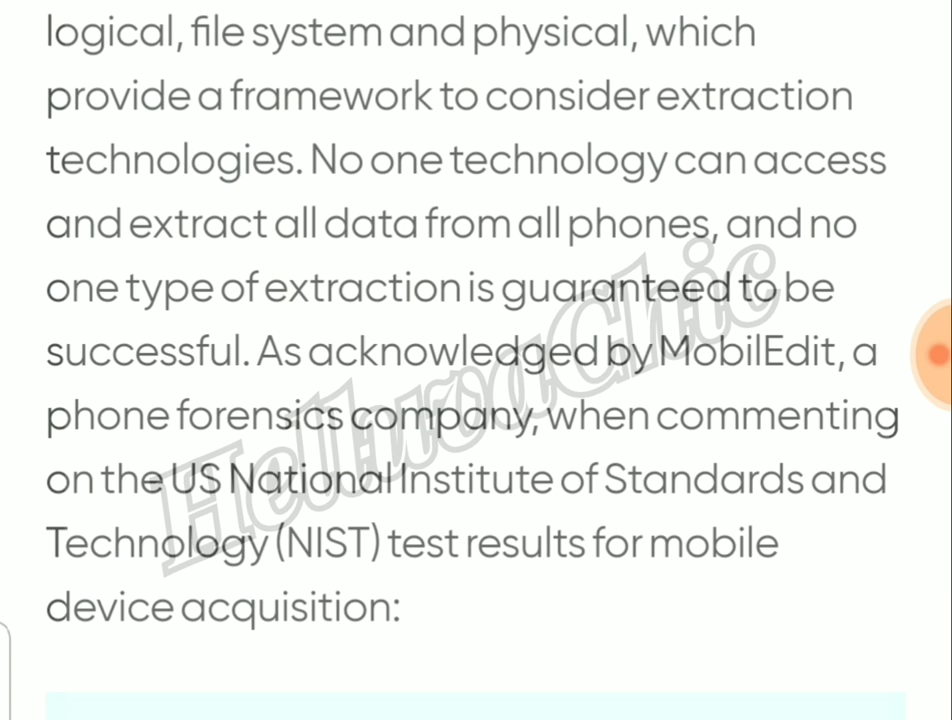 logical, file system and physical, which
provide a framework to consider extraction
technologies. No one technology can access
and extract all data from all phones, and no
one type of extraction is guaranteed to be
successful. As acknowledged by MobilEdit, a
phone forensics company, when commenting
on the US National Institute of Standards and
Technology (NIST) test results for mobile
device acquisition: